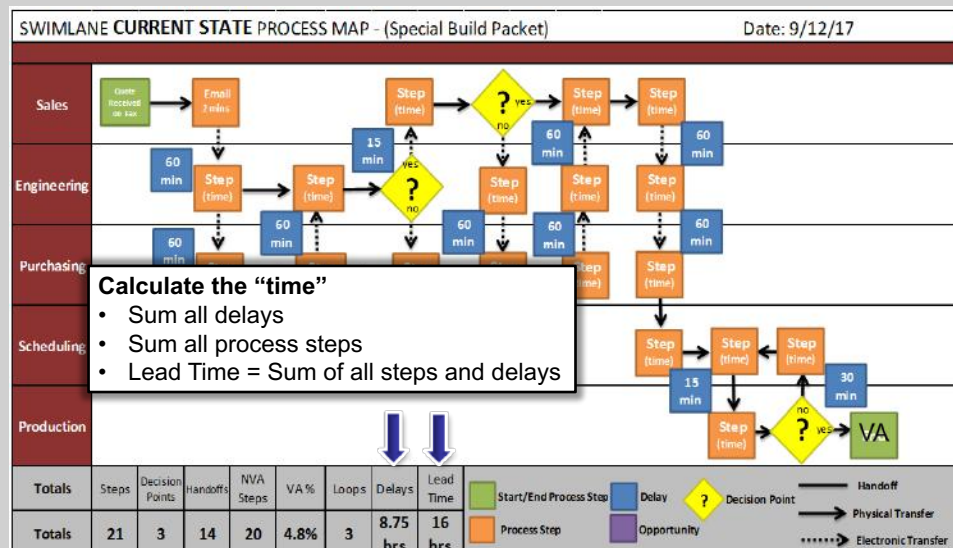 SWIMLANE CURRENT STATE PROCESS MAP - (Special Build Packet) Date: 9/12/17
Sales
Quote
Received
on Fax
Email
2 mins
Step
(time)
?
yes
no
Step
(time)
Step
(time)
60
min
15
min
60
min
60
min
Engineering
Step
(time)
Step
(time)
yes
?
no
Step
(time)
Step
(time)
Step
(time)
60
min
60
min
60
min
60
min
60
min
Purchasing
Step
(time)
Step
(time)
Calculate the “time”
• Sum all delays
• Sum all process steps
• Lead Time = Sum of all steps and delays
Scheduling
Step
(time)
Step
(time)
Step
(time)
15
min
30
min
Production
Step
(time)
no
?
yes
VA
Totals Steps Decision Points Handoffs NVA Steps VA% Loops Delays Lead Time
Totals 21 3 14 20 4.8% 3 8.75 hrs 16 hrs
Start/End Process Step
Delay
?
Decision Point
Handoff
Process Step
Opportunity
Physical Transfer
Electronic Transfer